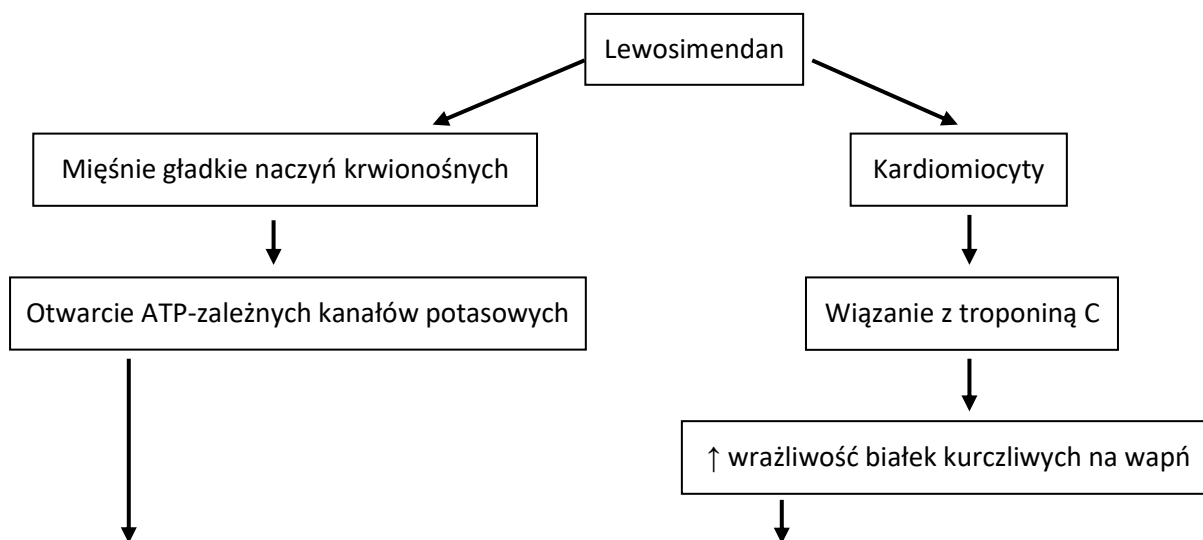 Lewosimendan
Mięśnie gładkie naczyń krwionośnych
Kardiomiocyty
Otwarcie ATP-zależnych kanałów potasowych
Wiązanie z troponiną C
↑ wrażliwość białek kurczliwych na wapń